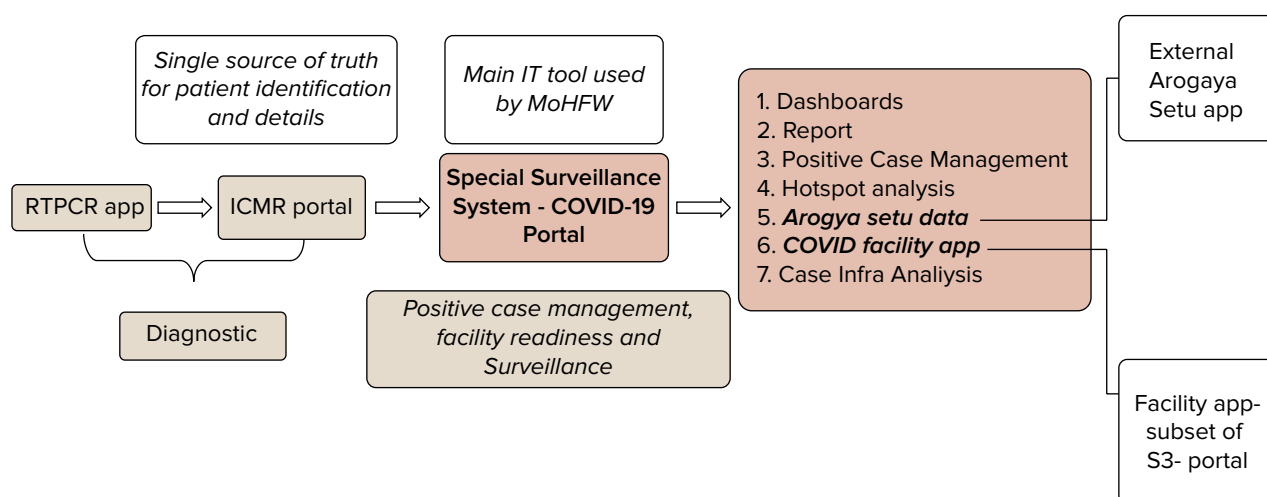 Single source of truth
for patient identification
and details
Main IT tool used
by MoHFW
RTPCR app
ICMR portal
Special Surveillance
System - COVID-19
Portal
Diagnostic
Positive case management,
facility readiness and
Surveillance
1. Dashboards
2. Report
3. Positive Case Management
4. Hotspot analysis
5. Arogya setu data
6. COVID facility app
7. Case Infra Analiysis
External
Arogaya
Setu app
Facility app-
subset of
S3- portal